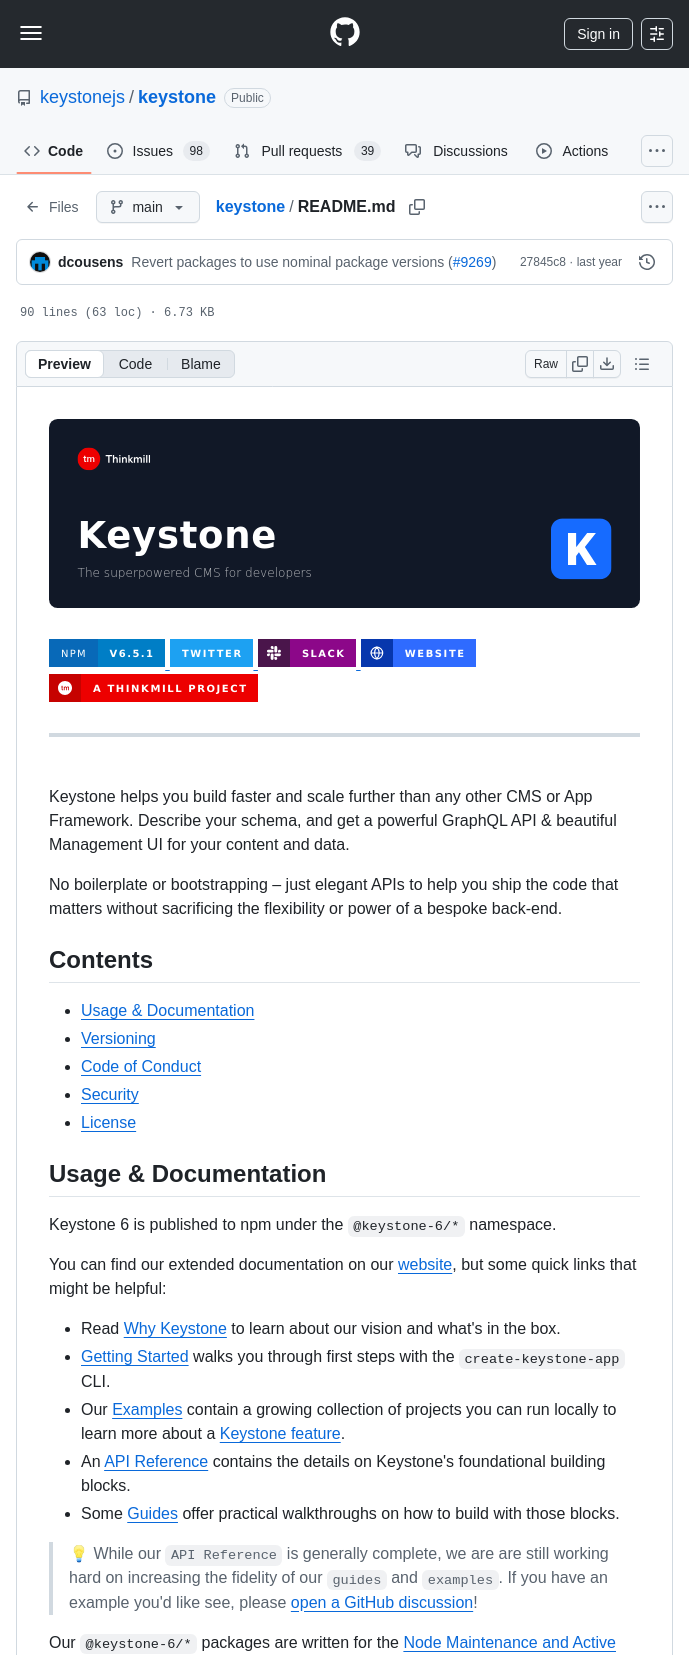 Sign in
keystonejs / keystone Public
Code Issues 98 Pull requests 39 Discussions Actions
Files main keystone / README.md
dcousens Revert packages to use nominal package versions (#9269) 27845c8 · last year
90 lines (63 loc) · 6.73 KB
Preview Code Blame Raw
tm Thinkmill
Keystone
K
The superpowered CMS for developers
NPM V6.5.1 TWITTER SLACK WEBSITE
tm A THINKMILL PROJECT
Keystone helps you build faster and scale further than any other CMS or App
Framework. Describe your schema, and get a powerful GraphQL API & beautiful
Management UI for your content and data.
No boilerplate or bootstrapping – just elegant APIs to help you ship the code that
matters without sacrificing the flexibility or power of a bespoke back-end.
Contents
Usage & Documentation
Versioning
Code of Conduct
Security
License
Usage & Documentation
Keystone 6 is published to npm under the @keystone-6/* namespace.
You can find our extended documentation on our website, but some quick links that
might be helpful:
Read Why Keystone to learn about our vision and what's in the box.
Getting Started walks you through first steps with the create-keystone-app
CLI.
Our Examples contain a growing collection of projects you can run locally to
learn more about a Keystone feature.
An API Reference contains the details on Keystone's foundational building
blocks.
Some Guides offer practical walkthroughs on how to build with those blocks.
💡 While our API Reference is generally complete, we are are still working
hard on increasing the fidelity of our guides and examples. If you have an
example you'd like see, please open a GitHub discussion!
Our @keystone-6/* packages are written for the Node Maintenance and Active